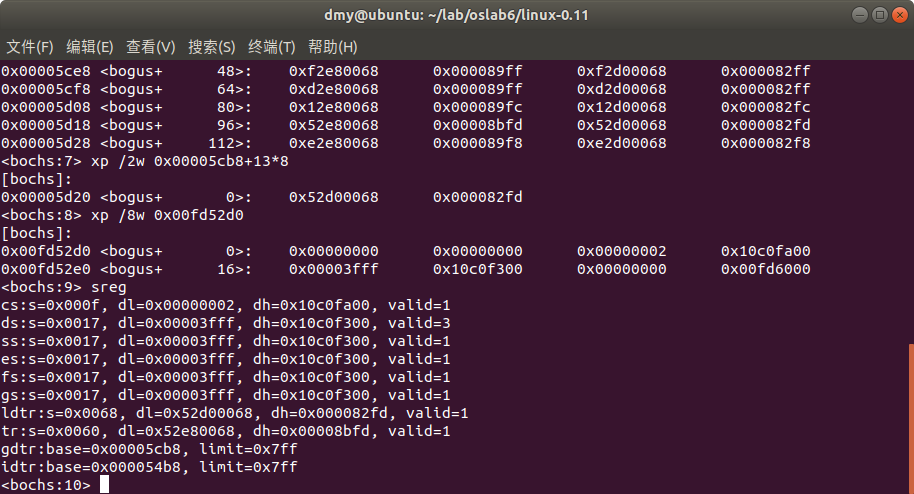 dmy@ubuntu: ~/lab/oslab6/linux-0.11
文件(F) 编辑(E) 查看(V) 搜索(S) 终端(T) 帮助(H)
0x00005ce8 <bogus+      48>:    0xf2e80068      0x000089ff      0xf2d00068      0x000082ff
0x00005cf8 <bogus+      64>:    0xd2e80068      0x000089ff      0xd2d00068      0x000082ff
0x00005d08 <bogus+      80>:    0x12e80068      0x000089fc      0x12d00068      0x000082fc
0x00005d18 <bogus+      96>:    0x52e80068      0x00008bfd      0x52d00068      0x000082fd
0x00005d28 <bogus+     112>:    0xe2e80068      0x000089f8      0xe2d00068      0x000082f8
<bochs:7> xp /2w 0x00005cb8+13*8
[bochs]:
0x00005d20 <bogus+       0>:    0x52d00068      0x000082fd
<bochs:8> xp /8w 0x00fd52d0
[bochs]:
0x00fd52d0 <bogus+       0>:    0x00000000      0x00000000      0x00000002      0x10c0fa00
0x00fd52e0 <bogus+      16>:    0x00003fff      0x10c0f300      0x00000000      0x00fd6000
<bochs:9> sreg
cs:s=0x000f, dl=0x00000002, dh=0x10c0fa00, valid=1
ds:s=0x0017, dl=0x00003fff, dh=0x10c0f300, valid=3
ss:s=0x0017, dl=0x00003fff, dh=0x10c0f300, valid=1
es:s=0x0017, dl=0x00003fff, dh=0x10c0f300, valid=1
fs:s=0x0017, dl=0x00003fff, dh=0x10c0f300, valid=1
gs:s=0x0017, dl=0x00003fff, dh=0x10c0f300, valid=1
ldtr:s=0x0068, dl=0x52d00068, dh=0x000082fd, valid=1
tr:s=0x0060, dl=0x52e80068, dh=0x00008bfd, valid=1
gdtr:base=0x00005cb8, limit=0x7ff
idtr:base=0x000054b8, limit=0x7ff
<bochs:10>